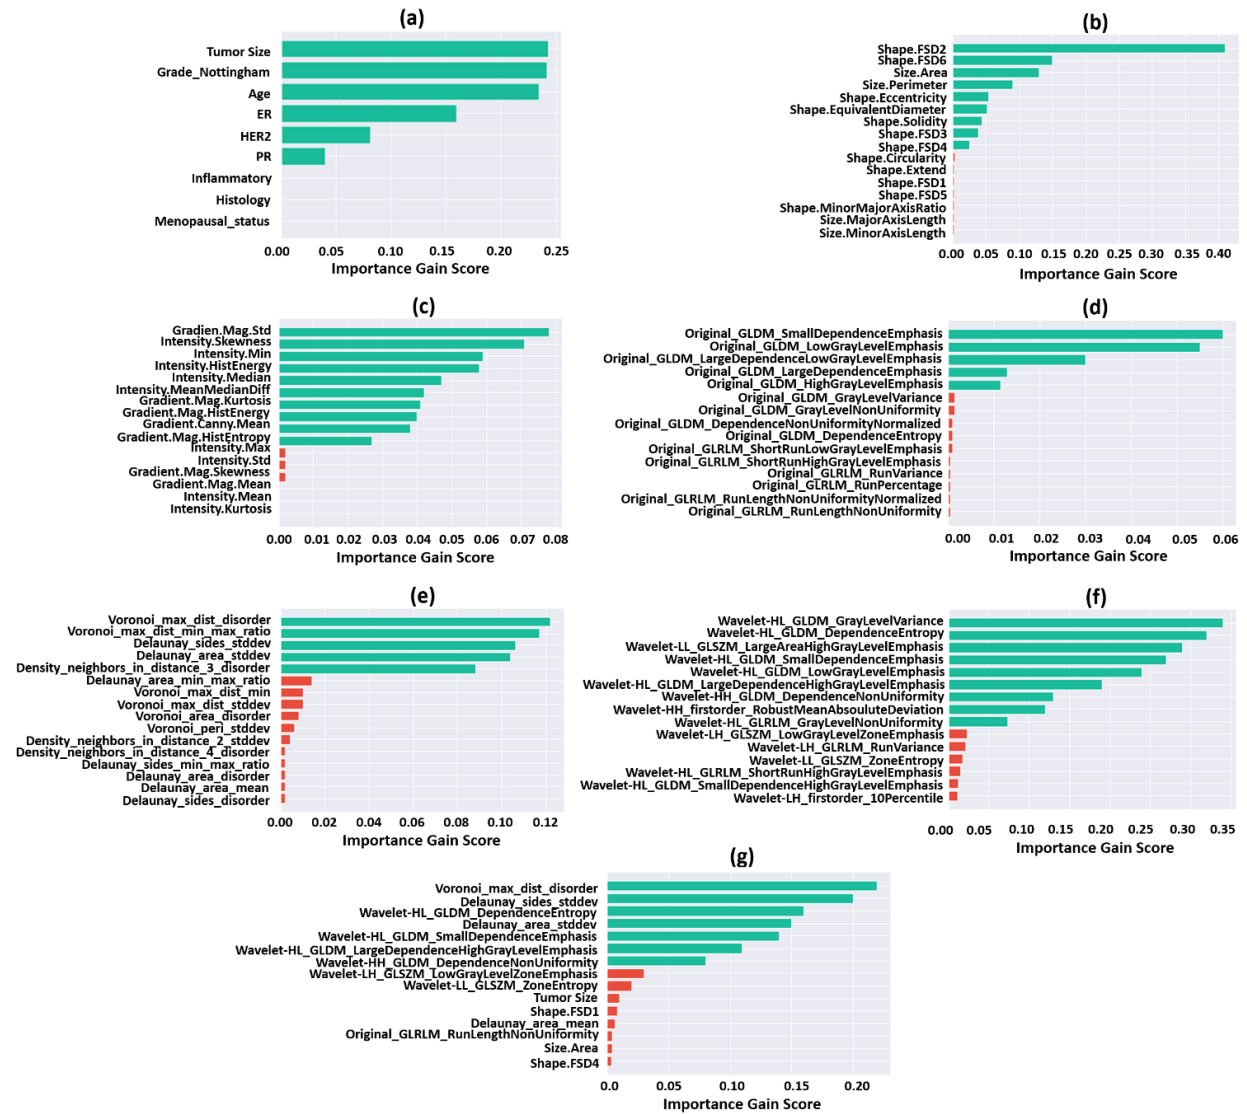 (a)
Tumor Size
Grade_Nottingham
Age
ER
HER2
PR
Inflammatory
Histology
Menopausal_status
0.00 0.05 0.10 0.15 0.20 0.25
Importance Gain Score
(b)
Shape.FSD2
Shape.FSD6
Size.Area
Size.Perimeter
Shape.Eccentricity
Shape.EquivalentDiameter
Shape.Solidity
Shape.FSD3
Shape.FSD4
Shape.Circularity
Shape.Extend
Shape.FSD1
Shape.FSD5
Shape.MinorMajorAxisRatio
Size.MajorAxisLength
Size.MinorAxisLength
0.00 0.05 0.10 0.15 0.20 0.25 0.30 0.35 0.40
Importance Gain Score
(c)
Gradien.Mag.Std
Intensity.Skewness
Intensity.Min
Intensity.HistEnergy
Intensity.Median
Intensity.MeanMedianDiff
Gradient.Mag.Kurtosis
Gradient.Mag.HistEnergy
Gradient.Canny.Mean
Gradient.Mag.HistEntropy
Intensity.Max
Intensity.Std
Gradient.Mag.Skewness
Gradient.Mag.Mean
Intensity.Mean
Intensity.Kurtosis
0.00 0.01 0.02 0.03 0.04 0.05 0.06 0.07 0.08
Importance Gain Score
(d)
Original_GLDM_SmallDependenceEmphasis
Original_GLDM_LowGrayLevelEmphasis
Original_GLDM_LargeDependenceLowGrayLevelEmphasis
Original_GLDM_LargeDependenceEmphasis
Original_GLDM_HighGrayLevelEmphasis
Original_GLDM_GrayLevelVariance
Original_GLDM_GrayLevelNonUniformity
Original_GLDM_DependenceNonUniformityNormalized
Original_GLDM_DependenceEntropy
Original_GLRLM_ShortRunLowGrayLevelEmphasis
Original_GLRLM_ShortRunHighGrayLevelEmphasis
Original_GLRLM_RunVariance
Original_GLRLM_RunPercentage
Original_GLRLM_RunLengthNonUniformityNormalized
Original_GLRLM_RunLengthNonUniformity
0.00 0.01 0.02 0.03 0.04 0.05 0.06
Importance Gain Score
(e)
Voronoi_max_dist_disorder
Voronoi_max_dist_min_max_ratio
Delaunay_sides_stddev
Delaunay_area_stddev
Density_neighbors_in_distance_3_disorder
Delaunay_area_min_max_ratio
Voronoi_max_dist_min
Voronoi_max_dist_stddev
Voronoi_area_disorder
Voronoi_peri_stddev
Density_neighbors_in_distance_2_stddev
Density_neighbors_in_distance_4_disorder
Delaunay_sides_min_max_ratio
Delaunay_area_disorder
Delaunay_area_mean
Delaunay_sides_disorder
0.00 0.02 0.04 0.06 0.08 0.10 0.12
Importance Gain Score
(f)
Wavelet-HL_GLDM_GrayLevelVariance
Wavelet-HL_GLDM_DependenceEntropy
Wavelet-LL_GLSZM_LargeAreaHighGrayLevelEmphasis
Wavelet-HL_GLDM_SmallDependenceEmphasis
Wavelet-HL_GLDM_LowGrayLevelEmphasis
Wavelet-HL_GLDM_LargeDependenceHighGrayLevelEmphasis
Wavelet-HH_GLDM_DependenceNonUniformity
Wavelet-HH_firstorder_RobustMeanAbsoluteDeviation
Wavelet-HL_GLRLM_GrayLevelNonUniformity
Wavelet-LH_GLSZM_LowGrayLevelZoneEmphasis
Wavelet-LH_GLRLM_RunVariance
Wavelet-LL_GLSZM_ZoneEntropy
Wavelet-HL_GLRLM_ShortRunHighGrayLevelEmphasis
Wavelet-HL_GLDM_SmallDependenceHighGrayLevelEmphasis
Wavelet-LH_firstorder_10Percentile
0.00 0.05 0.10 0.15 0.20 0.25 0.30 0.35
Importance Gain Score
(g)
Voronoi_max_dist_disorder
Delaunay_sides_stddev
Wavelet-HL_GLDM_DependenceEntropy
Delaunay_area_stddev
Wavelet-HL_GLDM_SmallDependenceEmphasis
Wavelet-HL_GLDM_LargeDependenceHighGrayLevelEmphasis
Wavelet-HH_GLDM_DependenceNonUniformity
Wavelet-LH_GLSZM_LowGrayLevelZoneEmphasis
Wavelet-LL_GLSZM_ZoneEntropy
Tumor Size
Shape.FSD1
Delaunay_area_mean
Original_GLRLM_RunLengthNonUniformity
Size.Area
Shape.FSD4
0.0 0.05 0.10 0.15 0.20
Importance Gain Score